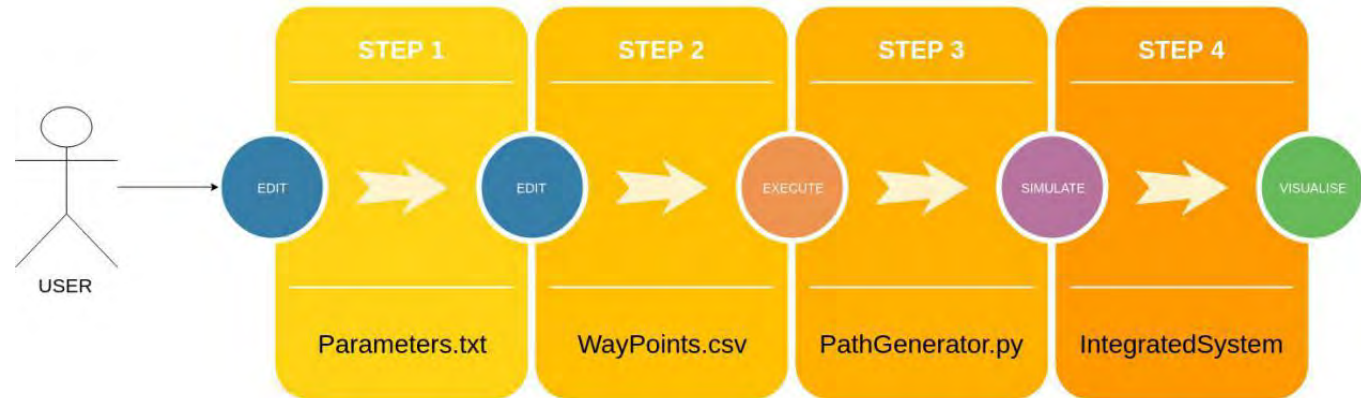 STEP 1
STEP 2
STEP 3
STEP 4
EDIT
EDIT
EXECUTE
SIMULATE
VISUALISE
USER
Parameters.txt
WayPoints.csv
PathGenerator.py
IntegratedSystem